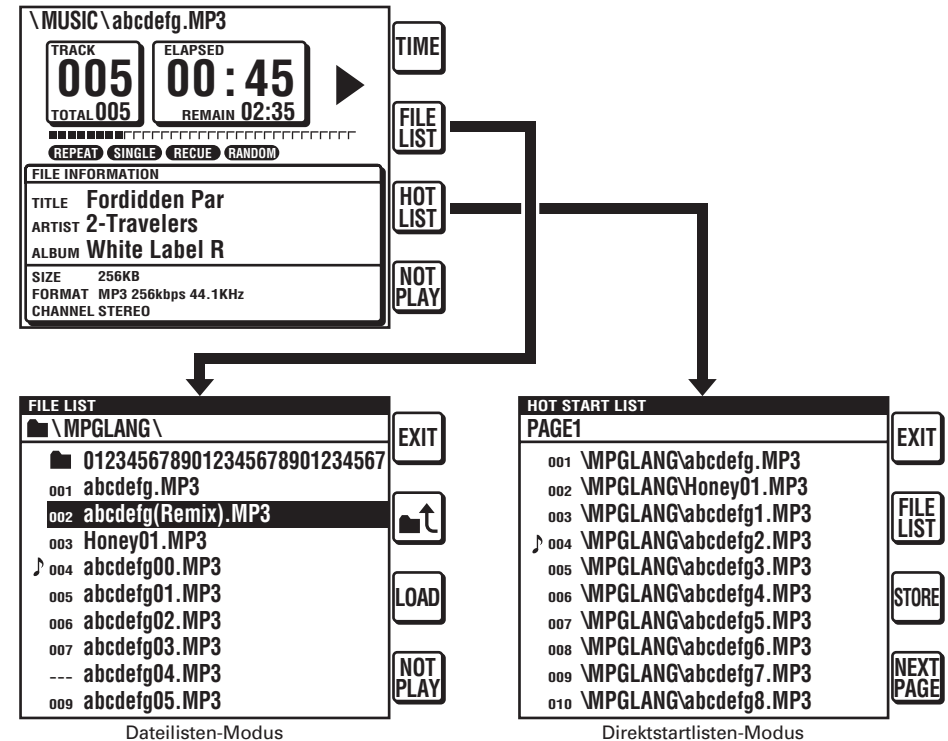 \MUSIC\abcdefg.MP3
TRACK
005
TOTAL 005
ELAPSED
00:45
REMAIN 02:35
REPEAT SINGLE RECUE RANDOM
FILE INFORMATION
TITLE Fordidden Par
ARTIST 2-Travelers
ALBUM White Label R
SIZE 256KB
FORMAT MP3 256kbps 44.1KHz
CHANNEL STEREO
TIME
FILE
LIST
HOT
LIST
NOT
PLAY
FILE LIST
\MPGLANG\
0123456789012345678901234567
001 abcdefg.MP3
002 abcdefg(Remix).MP3
003 Honey01.MP3
♪ 004 abcdefg00.MP3
005 abcdefg01.MP3
006 abcdefg02.MP3
007 abcdefg03.MP3
--- abcdefg04.MP3
009 abcdefg05.MP3
EXIT
LOAD
NOT
PLAY
Dateilisten-Modus
HOT START LIST
PAGE1
001 \MPGLANG\abcdefg.MP3
002 \MPGLANG\Honey01.MP3
003 \MPGLANG\abcdefg1.MP3
♪ 004 \MPGLANG\abcdefg2.MP3
005 \MPGLANG\abcdefg3.MP3
006 \MPGLANG\abcdefg4.MP3
007 \MPGLANG\abcdefg5.MP3
008 \MPGLANG\abcdefg6.MP3
009 \MPGLANG\abcdefg7.MP3
010 \MPGLANG\abcdefg8.MP3
EXIT
FILE
LIST
STORE
NEXT
PAGE
Direktstartlisten-Modus